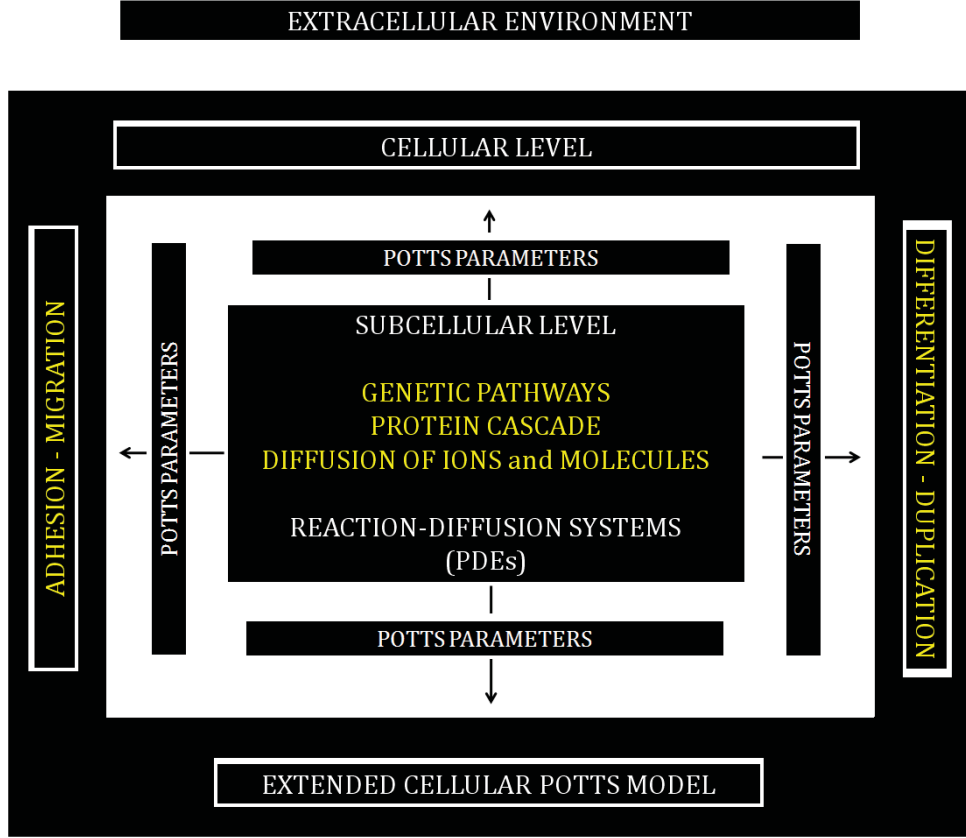 EXTRACELLULAR ENVIRONMENT
CELLULAR LEVEL
POTTS PARAMETERS
ADHESION - MIGRATION
POTTS PARAMETERS
SUBCELLULAR LEVEL
GENETIC PATHWAYS
PROTEIN CASCADE
DIFFUSION OF IONS and MOLECULES
REACTION-DIFFUSION SYSTEMS
(PDEs)
POTTS PARAMETERS
DIFFERENTIATION - DUPLICATION
POTTS PARAMETERS
EXTENDED CELLULAR POTTS MODEL